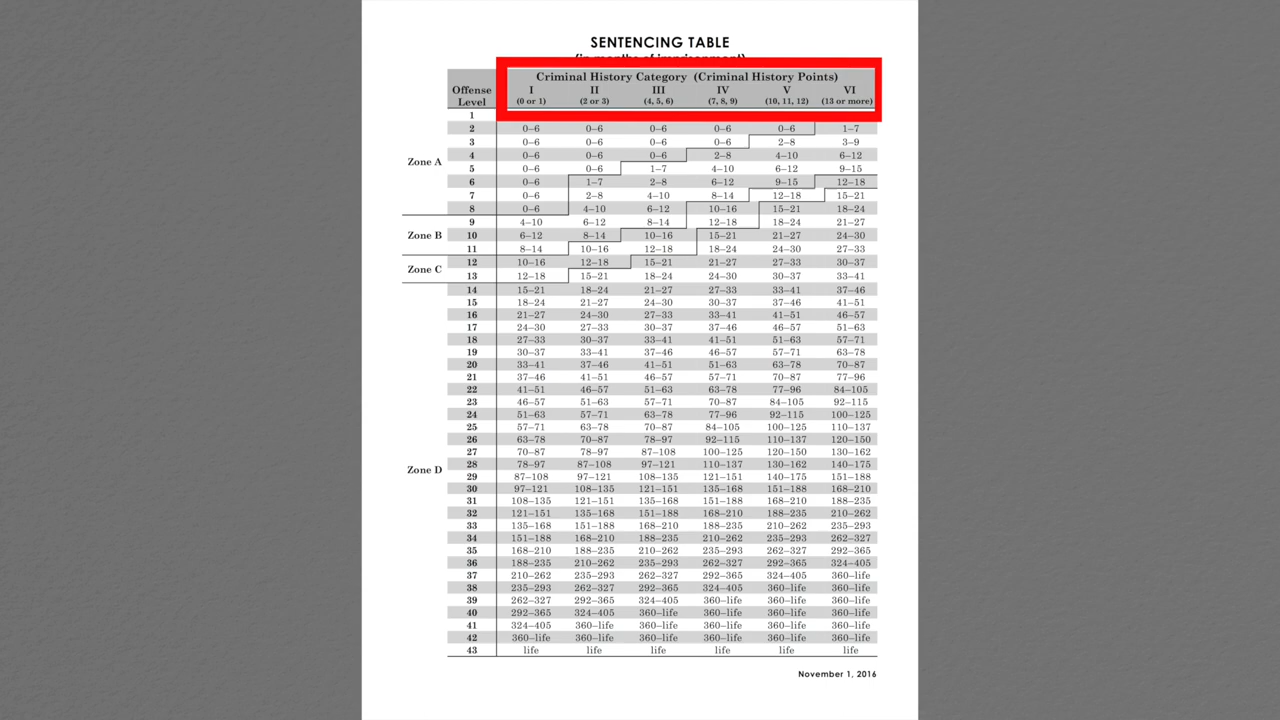 SENTENCING TABLE
(in months of imprisonment)
Criminal History Category (Criminal History Points)
Offense I II III IV V VI
Level (0 or 1) (2 or 3) (4, 5, 6) (7, 8, 9) (10, 11, 12) (13 or more)
1
2 0–6 0–6 0–6 0–6 0–6 1–7
3 0–6 0–6 0–6 0–6 2–8 3–9
Zone A 4 0–6 0–6 0–6 2–8 4–10 6–12
5 0–6 0–6 1–7 4–10 6–12 9–15
6 0–6 1–7 2–8 6–12 9–15 12–18
7 0–6 2–8 4–10 8–14 12–18 15–21
8 0–6 4–10 6–12 10–16 15–21 18–24
9 4–10 6–12 8–14 12–18 18–24 21–27
Zone B 10 6–12 8–14 10–16 15–21 21–27 24–30
11 8–14 10–16 12–18 18–24 24–30 27–33
12 10–16 12–18 15–21 21–27 27–33 30–37
Zone C
13 12–18 15–21 18–24 24–30 30–37 33–41
14 15–21 18–24 21–27 27–33 33–41 37–46
15 18–24 21–27 24–30 30–37 37–46 41–51
16 21–27 24–30 27–33 33–41 41–51 46–57
17 24–30 27–33 30–37 37–46 46–57 51–63
18 27–33 30–37 33–41 41–51 51–63 57–71
19 30–37 33–41 37–46 46–57 57–71 63–78
20 33–41 37–46 41–51 51–63 63–78 70–87
21 37–46 41–51 46–57 57–71 70–87 77–96
22 41–51 46–57 51–63 63–78 77–96 84–105
23 46–57 51–63 57–71 70–87 84–105 92–115
24 51–63 57–71 63–78 77–96 92–115 100–125
25 57–71 63–78 70–87 84–105 100–125 110–137
26 63–78 70–87 78–97 92–115 110–137 120–150
27 70–87 78–97 87–108 100–125 120–150 130–162
Zone D 28 78–97 87–108 97–121 110–137 130–162 140–175
29 87–108 97–121 108–135 121–151 140–175 151–188
30 97–121 108–135 121–151 135–168 151–188 168–210
31 108–135 121–151 135–168 151–188 168–210 188–235
32 121–151 135–168 151–188 168–210 188–235 210–262
33 135–168 151–188 168–210 188–235 210–262 235–293
34 151–188 168–210 188–235 210–262 235–293 262–327
35 168–210 188–235 210–262 235–293 262–327 292–365
36 188–235 210–262 235–293 262–327 292–365 324–405
37 210–262 235–293 262–327 292–365 324–405 360–life
38 235–293 262–327 292–365 324–405 360–life 360–life
39 262–327 292–365 324–405 360–life 360–life 360–life
40 292–365 324–405 360–life 360–life 360–life 360–life
41 324–405 360–life 360–life 360–life 360–life 360–life
42 360–life 360–life 360–life 360–life 360–life 360–life
43 life life life life life life
November 1, 2016